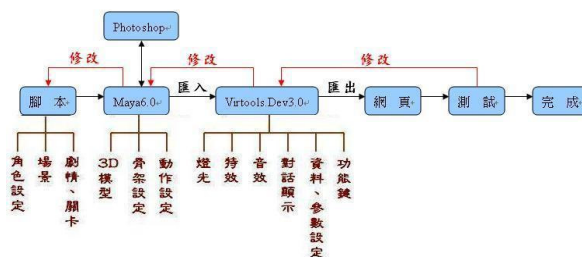 Photoshop
修改
修改
修改
匯入
匯出
腳 本
Maya6.0
Virtools.Dev3.0
網 頁
測 試
完 成
角色設定
場景
劇情、關卡
3D模型
骨架設定
動作設定
燈光
特效
音效
對話顯示
資料、參數設定
功能鍵